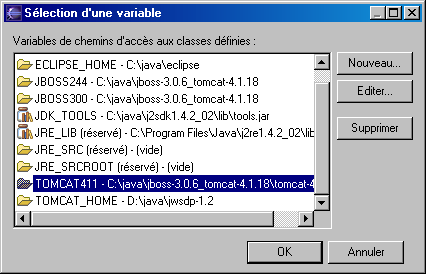 Sélection d'une variable
Variables de chemins d'accès aux classes définies :
ECLIPSE_HOME - C:\java\eclipse
JBOSS244 - C:\java\jboss-3.0.6_tomcat-4.1.18
JBOSS300 - C:\java\jboss-3.0.6_tomcat-4.1.18
JDK_TOOLS - C:\java\j2sdk1.4.2_02\lib\tools.jar
JRE_LIB (réservé) - C:\Program Files\Java\j2re1.4.2_02\lib
JRE_SRC (réservé) - (vide)
JRE_SRCROOT (réservé) - (vide)
TOMCAT411 - C:\java\jboss-3.0.6_tomcat-4.1.18\tomcat-4
TOMCAT_HOME - D:\java\jwsdp-1.2
Nouveau...
Editer...
Supprimer
OK
Annuler